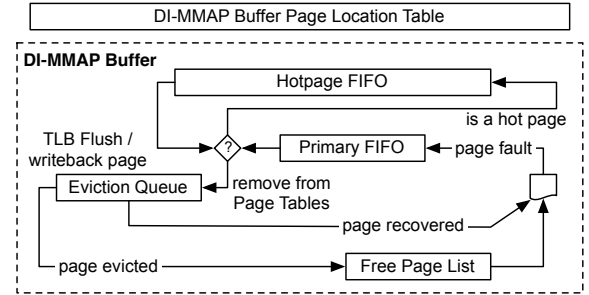 DI-MMAP Buffer Page Location Table
DI-MMAP Buffer
Hotpage FIFO
is a hot page
TLB Flush /
writeback page
?
Primary FIFO
page fault
Eviction Queue
remove from
Page Tables
page recovered
page evicted
Free Page List